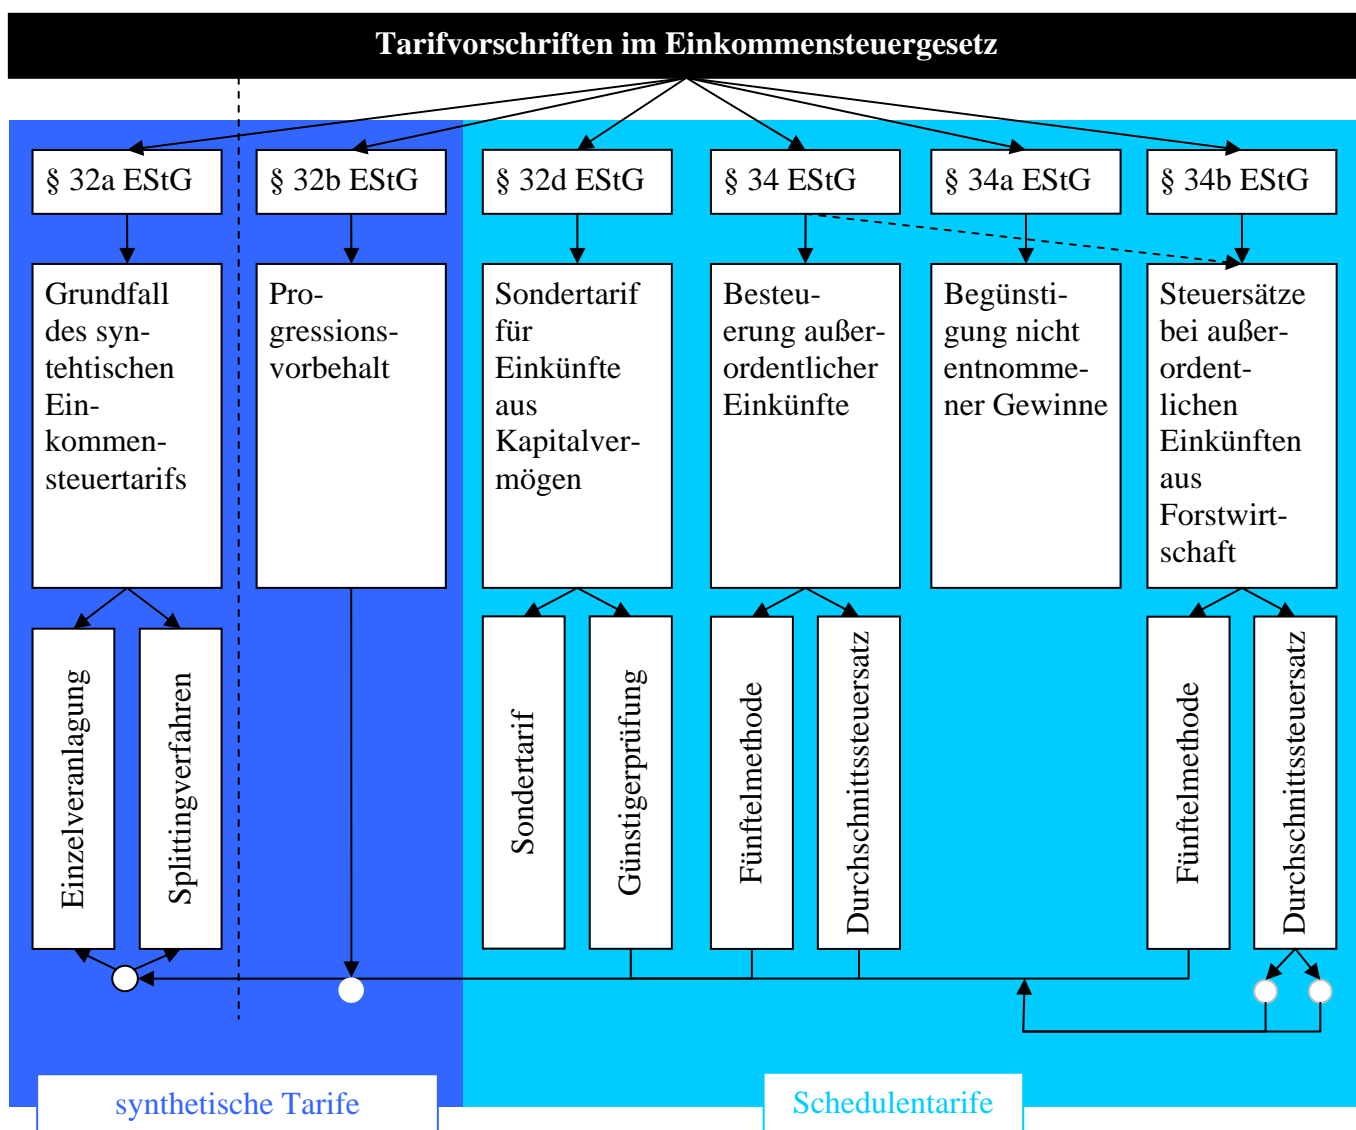 Tarifvorschriften im Einkommensteuergesetz
§ 32a EStG
§ 32b EStG
§ 32d EStG
§ 34 EStG
§ 34a EStG
§ 34b EStG
Grundfall
des syn-
tehtischen
Ein-
kommen-
steuertarifs
Pro-
gressions-
vorbehalt
Sondertarif
für
Einkünfte
aus
Kapitalver-
mögen
Besteu-
erung außer-
ordentlicher
Einkünfte
Begünsti-
gung nicht
entnomme-
ner Gewinne
Steuersätze
bei außer-
ordent-
lichen
Einkünften
aus
Forstwirt-
schaft
Einzelveranlagung
Splittingverfahren
Sondertarif
Günstigerprüfung
Fünftelmethode
Durchschnittssteuersatz
Fünftelmethode
Durchschnittssteuersatz
synthetische Tarife
Schedulentarife